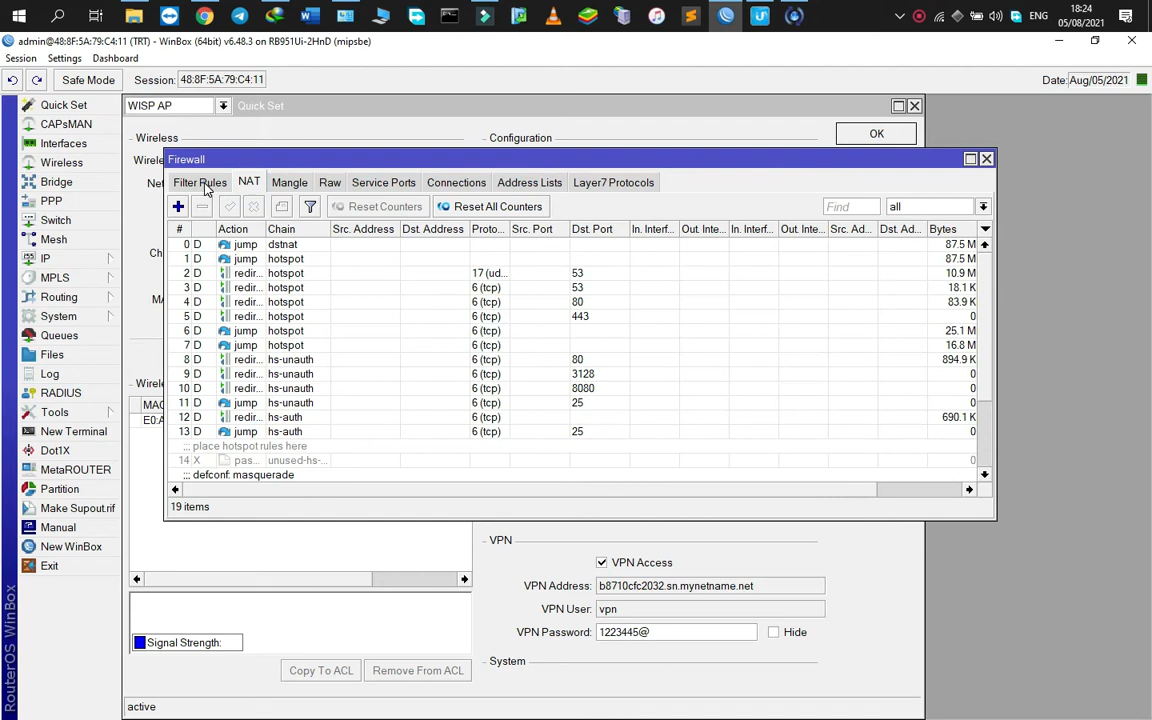 18:24
ENG
05/08/2021
admin@48:8F:5A:79:C4:11 (TRT) - WinBox (64bit) v6.48.3 on RB951Ui-2HnD (mipsbe)
Session Settings Dashboard
Safe Mode Session: 48:8F:5A:79:C4:11 Date: Aug/05/2021
Quick Set
CAPsMAN
Interfaces
Wireless
Bridge
PPP
Switch
Mesh
IP
MPLS
Routing
System
Queues
Files
Log
RADIUS
Tools
New Terminal
Dot1X
MetaROUTER
Partition
Make Supout.rif
Manual
New WinBox
Exit
RouterOS WinBox
WISP AP Quick Set
Wireless Configuration OK
Firewall
Filter Rules NAT Mangle Raw Service Ports Connections Address Lists Layer7 Protocols
Reset Counters Reset All Counters Find all
# Action Chain Src. Address Dst. Address Proto... Src. Port Dst. Port In. Interf... Out. Inte... In. Interf... Out. Inte... Src. Ad... Dst. Ad... Bytes
0 D jump dstnat 87.5 M
1 D jump hotspot 87.5 M
2 D redir... hotspot 17 (ud... 53 10.9 M
3 D redir... hotspot 6 (tcp) 53 18.1 K
4 D redir... hotspot 6 (tcp) 80 83.9 K
5 D redir... hotspot 6 (tcp) 443 0
6 D jump hotspot 6 (tcp) 25.1 M
7 D jump hotspot 6 (tcp) 16.8 M
8 D redir... hs-unauth 6 (tcp) 80 894.9 K
9 D redir... hs-unauth 6 (tcp) 3128 0
10 D redir... hs-unauth 6 (tcp) 8080 0
11 D jump hs-unauth 6 (tcp) 25 0
12 D redir... hs-auth 6 (tcp) 690.1 K
13 D jump hs-auth 6 (tcp) 25 0
;;; place hotspot rules here
14 X pas... unused-hs-... 0
;;; defconf: masquerade
19 items
VPN
VPN Access
VPN Address: b8710cfc2032.sn.mynetname.net
VPN User: vpn
VPN Password: 1223445@ Hide
System
Signal Strength:
Copy To ACL Remove From ACL
active